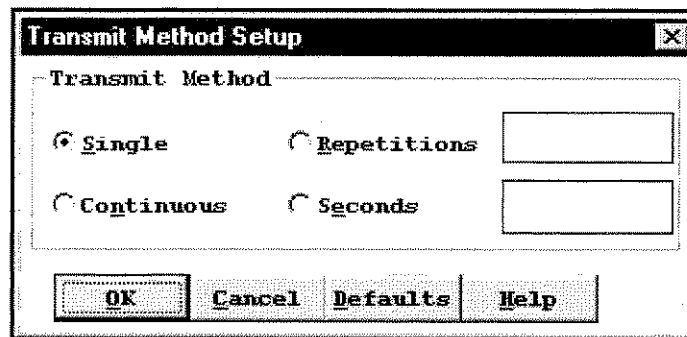 Transmit Method Setup
Transmit Method
Single Repetitions
Continuous Seconds
OK Cancel Defaults Help